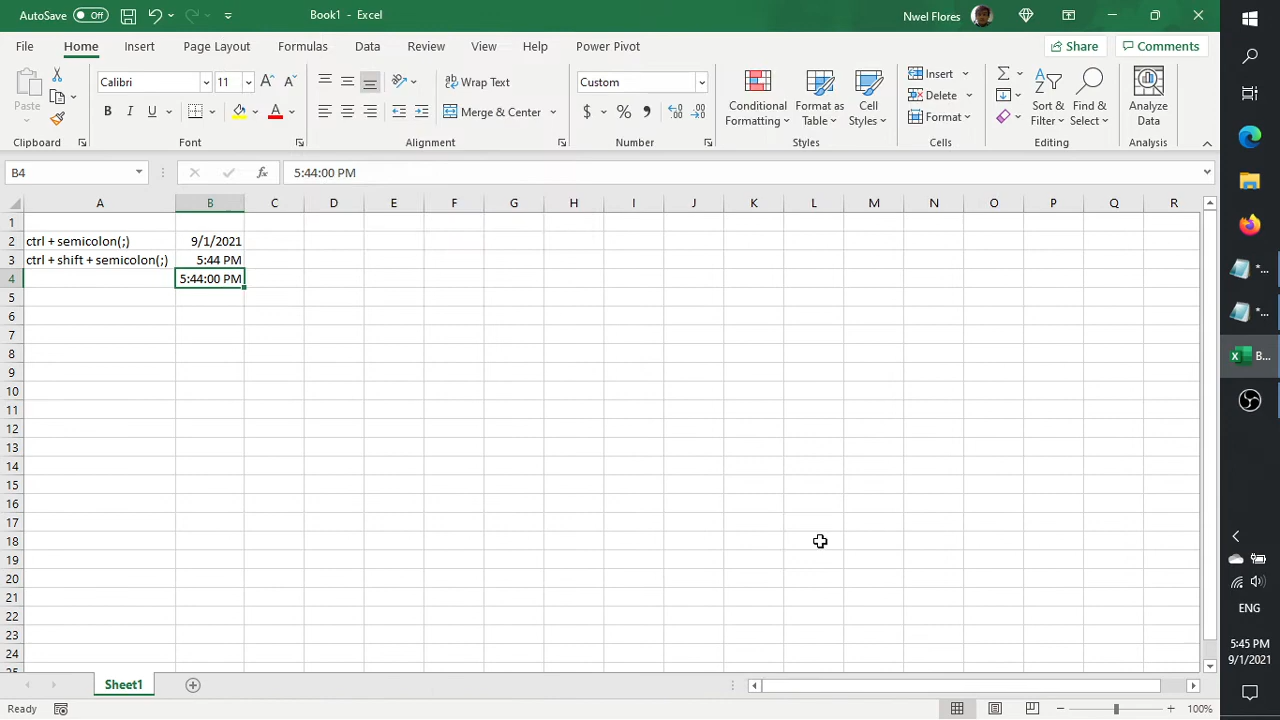 AutoSave Off Book1 - Excel Nwel Flores
File Home Insert Page Layout Formulas Data Review View Help Power Pivot Share Comments
Paste Calibri 11 Wrap Text Custom Conditional Formatting Format as Table Cell Styles Insert Sort & Filter Find & Select Analyze Data
B I U Merge & Center $ % Delete
Format
Clipboard Font Alignment Number Styles Cells Editing Analysis
B4 fx 5:44:00 PM
A B C D E F G H I J K L M N O P Q R
1
2 ctrl + semicolon(;) 9/1/2021
3 ctrl + shift + semicolon(;) 5:44 PM
4 5:44:00 PM
5
6
7
8
9
10
11
12
13
14
15
16
17
18
19
20
21
22
23
24
25
Sheet1
Ready 100%
*...
*...
B...
ENG
5:45 PM
9/1/2021